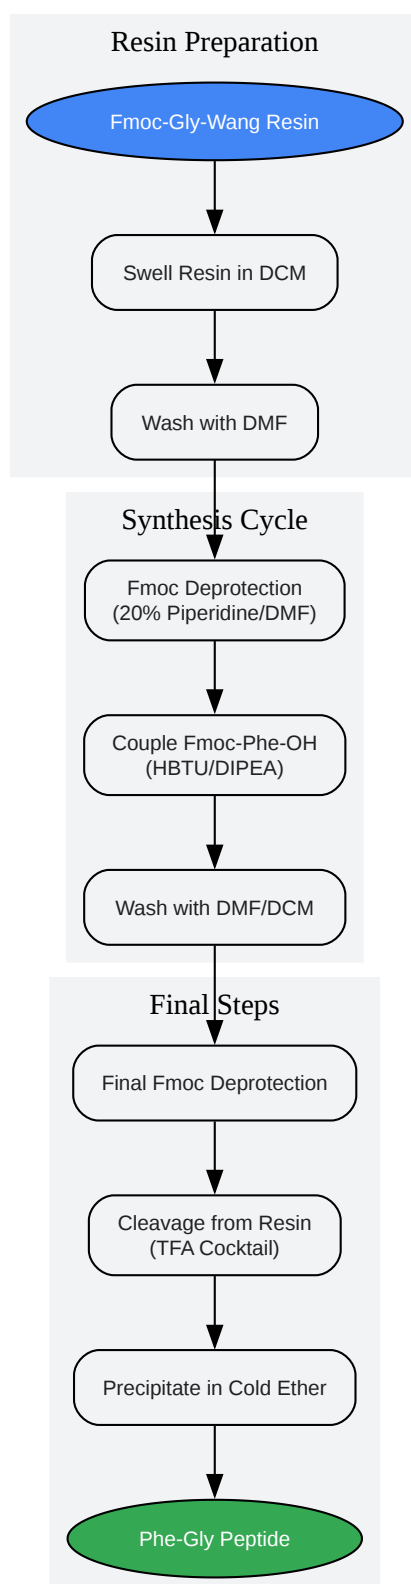 Resin Preparation
Fmoc-Gly-Wang Resin
Swell Resin in DCM
Wash with DMF
Synthesis Cycle
Fmoc Deprotection
(20% Piperidine/DMF)
Couple Fmoc-Phe-OH
(HBTU/DIPEA)
Wash with DMF/DCM
Final Steps
Final Fmoc Deprotection
Cleavage from Resin
(TFA Cocktail)
Precipitate in Cold Ether
Phe-Gly Peptide